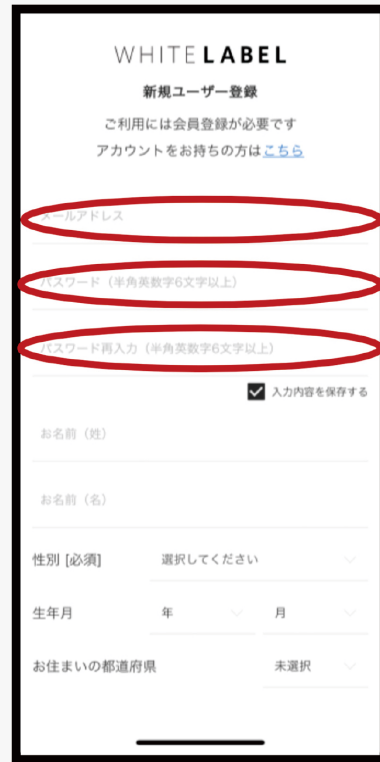 WHITE LABEL
新規ユーザー登録
ご利用には会員登録が必要です
アカウントをお持ちの方はこちら
メールアドレス
パスワード（半角英数字6文字以上）
パスワード再入力（半角英数字6文字以上）
入力内容を保存する
お名前（姓）
お名前（名）
性別 [必須] 選択してください
生年月 年 月
お住まいの都道府県 未選択